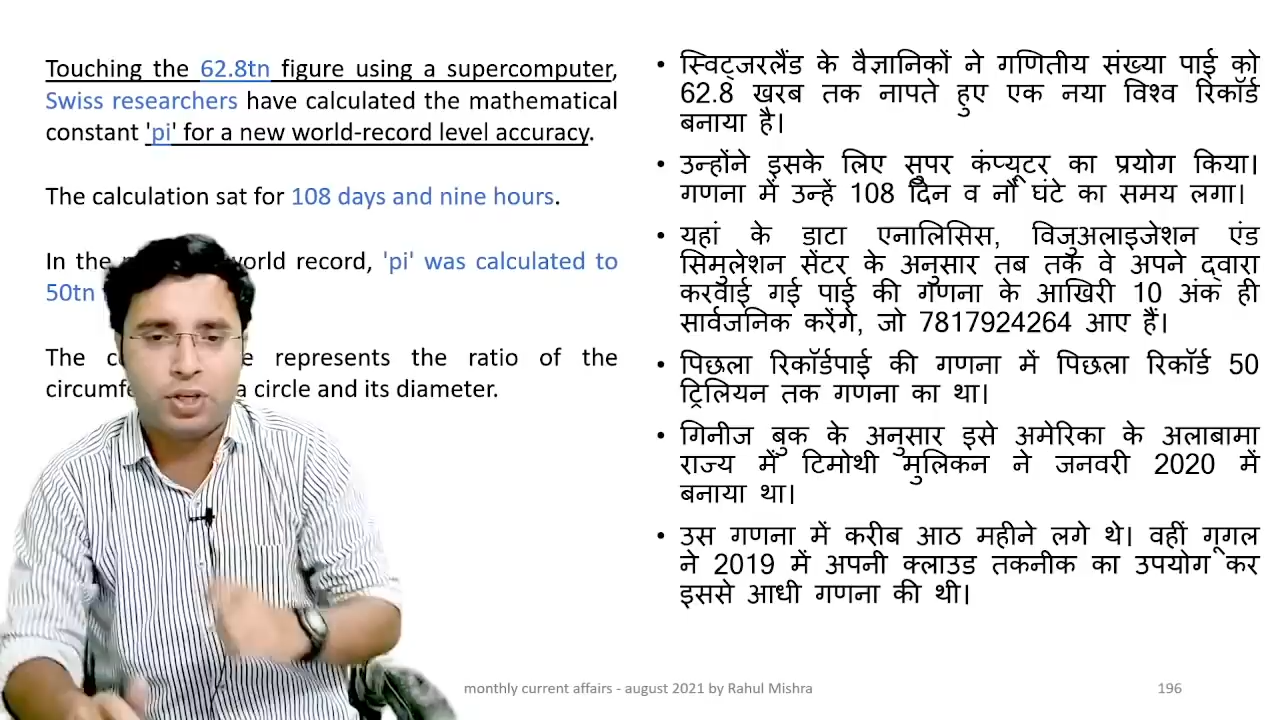 Touching the 62.8tn figure using a supercomputer,
Swiss researchers have calculated the mathematical
constant 'pi' for a new world-record level accuracy.
The calculation sat for 108 days and nine hours.
In the world record, 'pi' was calculated to
50tn
The represents the ratio of the
a circle and its diameter.
• स्विट्जरलैंड के वैज्ञानिकों ने गणितीय संख्या पाई को
62.8 खरब तक नापते हुए एक नया विश्व रिकॉर्ड
बनाया है।
• उन्होंने इसके लिए सुपर कंप्यूटर का प्रयोग किया।
गणना में उन्हें 108 दिन व नौ घंटे का समय लगा।
• यहां के डाटा एनालिसिस, विजुअलाइजेशन एंड
सिमुलेशन सेंटर के अनुसार तब तक वे अपने द्वारा
करवाई गई पाई की गणना के आखिरी 10 अंक ही
सार्वजनिक करेंगे, जो 7817924264 आए हैं।
• पिछला रिकॉर्डपाई की गणना में पिछला रिकॉर्ड 50
ट्रिलियन तक गणना का था।
• गिनीज बुक के अनुसार इसे अमेरिका के अलाबामा
राज्य में टिमोथी मुलिकन ने जनवरी 2020 में
बनाया था।
• उस गणना में करीब आठ महीने लगे थे। वहीं गूगल
ने 2019 में अपनी क्लाउड तकनीक का उपयोग कर
इससे आधी गणना की थी।
monthly current affairs - august 2021 by Rahul Mishra
196